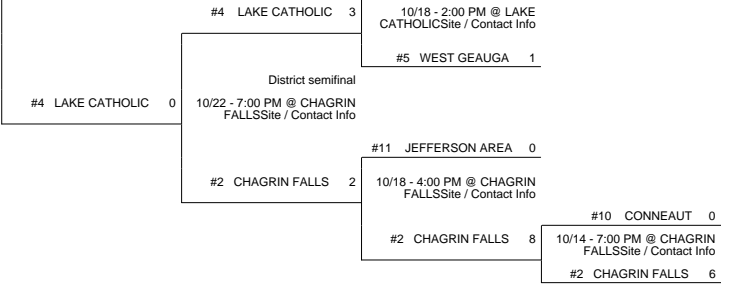 #4 LAKE CATHOLIC 3
10/18 - 2:00 PM @ LAKE
CATHOLICSite / Contact Info
#5 WEST GEAUGA 1
District semifinal
#4 LAKE CATHOLIC 0
10/22 - 7:00 PM @ CHAGRIN
FALLSSite / Contact Info
#11 JEFFERSON AREA 0
#2 CHAGRIN FALLS 2
10/18 - 4:00 PM @ CHAGRIN
FALLSSite / Contact Info
#10 CONNEAUT 0
#2 CHAGRIN FALLS 8
10/14 - 7:00 PM @ CHAGRIN
FALLSSite / Contact Info
#2 CHAGRIN FALLS 6